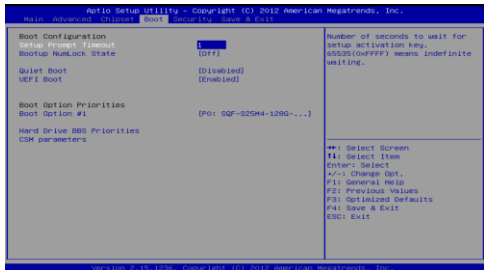 Aptio Setup Utility - Copyright (C) 2012 American Megatrends, Inc.
Main Advanced Chipset Boot Security Save & Exit
Boot Configuration
Setup Prompt Timeout 1
Bootup NumLock State [Off]
Quiet Boot [Disabled]
UEFI Boot [Enabled]
Boot Option Priorities
Boot Option #1 [P0: SQF-S25M4-128G-...]
Hard Drive BBS Priorities
CSM parameters
Number of seconds to wait for
setup activation key.
65535(0xFFFF) means indefinite
waiting.
→←: Select Screen
↑↓: Select Item
Enter: Select
+/-: Change Opt.
F1: General Help
F2: Previous Values
F3: Optimized Defaults
F4: Save & Exit
ESC: Exit
Version 2.15.1236. Copyright (C) 2012 American Megatrends, Inc.